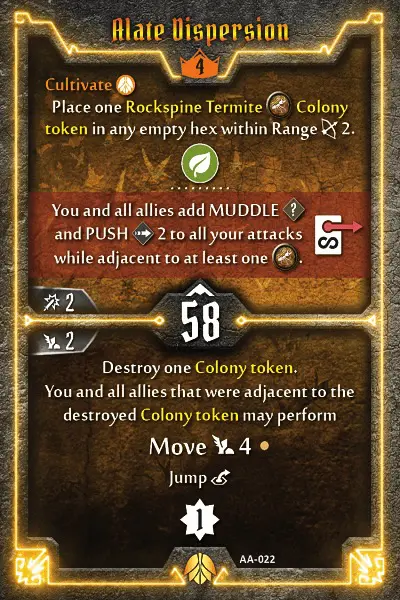 Alate Dispersion
4
Cultivate
Place one Rockspine Termite Colony
token in any empty hex within Range 2.
You and all allies add MUDDLE ?
and PUSH 2 to all your attacks
while adjacent to at least one .
2
58
2
Destroy one Colony token.
You and all allies that were adjacent to the
destroyed Colony token may perform
Move 4
Jump
1
AA-022